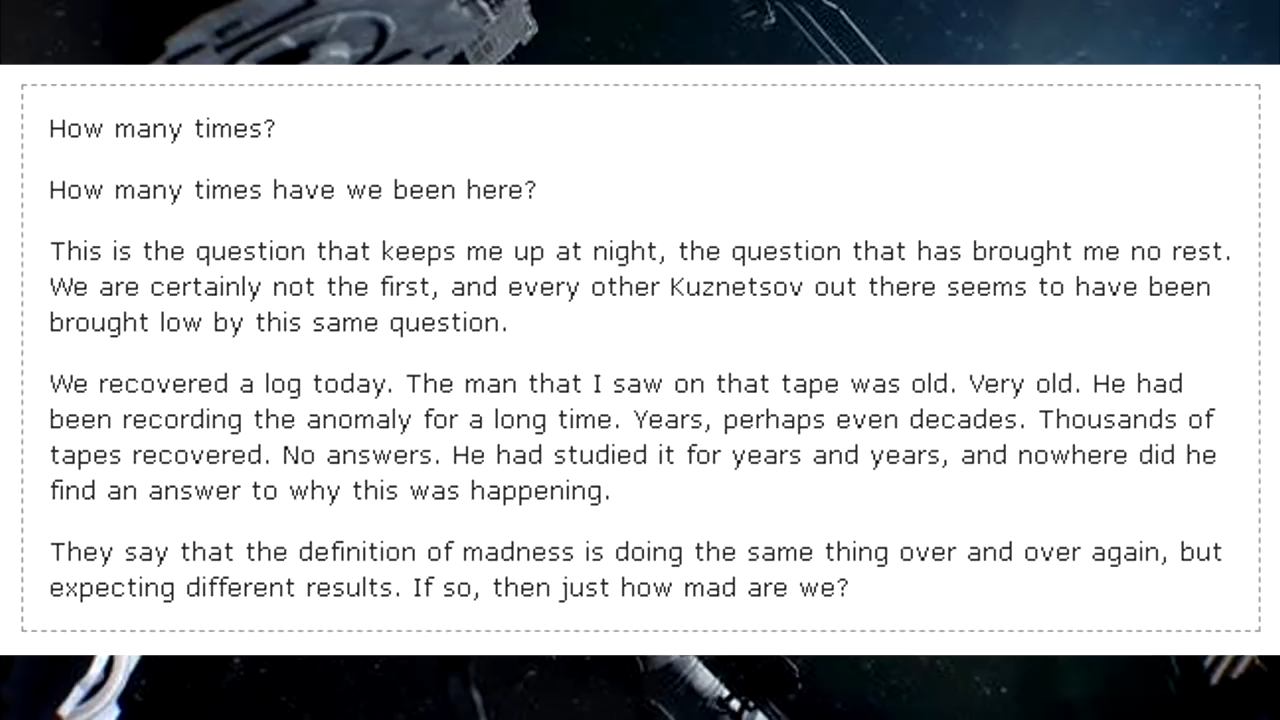 How many times?
How many times have we been here?
This is the question that keeps me up at night, the question that has brought me no rest.
We are certainly not the first, and every other Kuznetsov out there seems to have been
brought low by this same question.
We recovered a log today. The man that I saw on that tape was old. Very old. He had
been recording the anomaly for a long time. Years, perhaps even decades. Thousands of
tapes recovered. No answers. He had studied it for years and years, and nowhere did he
find an answer to why this was happening.
They say that the definition of madness is doing the same thing over and over again, but
expecting different results. If so, then just how mad are we?